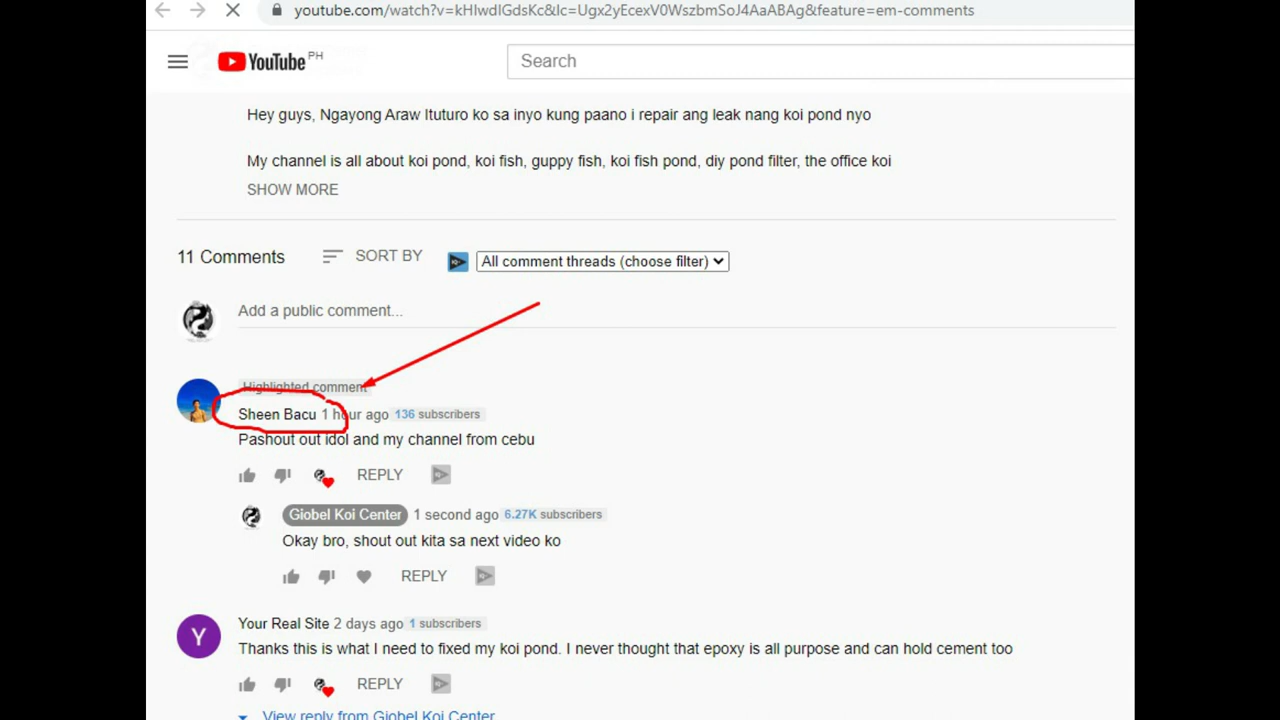 youtube.com/watch?v=kHIwdIGdsKc&lc=Ugx2yEcexV0WszbmSoJ4AaABAg&feature=em-comments
YouTube PH
Search
Hey guys, Ngayong Araw Ituturo ko sa inyo kung paano i repair ang leak nang koi pond nyo
My channel is all about koi pond, koi fish, guppy fish, koi fish pond, diy pond filter, the office koi
SHOW MORE
11 Comments SORT BY All comment threads (choose filter)
Add a public comment...
Highlighted comment
Sheen Bacu 1 hour ago 136 subscribers
Pashout out idol and my channel from cebu
REPLY
Giobel Koi Center 1 second ago 6.27K subscribers
Okay bro, shout out kita sa next video ko
REPLY
Y
Your Real Site 2 days ago 1 subscribers
Thanks this is what I need to fixed my koi pond. I never thought that epoxy is all purpose and can hold cement too
REPLY
View reply from Giobel Koi Center